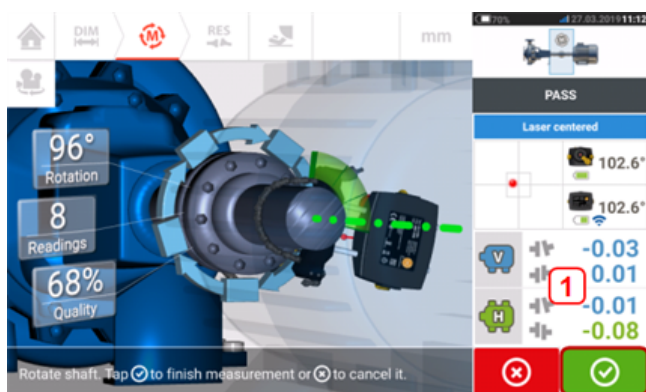 DIM
M
RES
mm
70%
27.03.2019 11:12
PASS
Laser centered
96°
Rotation
8
Readings
68%
Quality
102.6°
102.6°
V
-0.03
0.01
H
-0.01
-0.08
1
Rotate shaft. Tap to finish measurement or to cancel it.